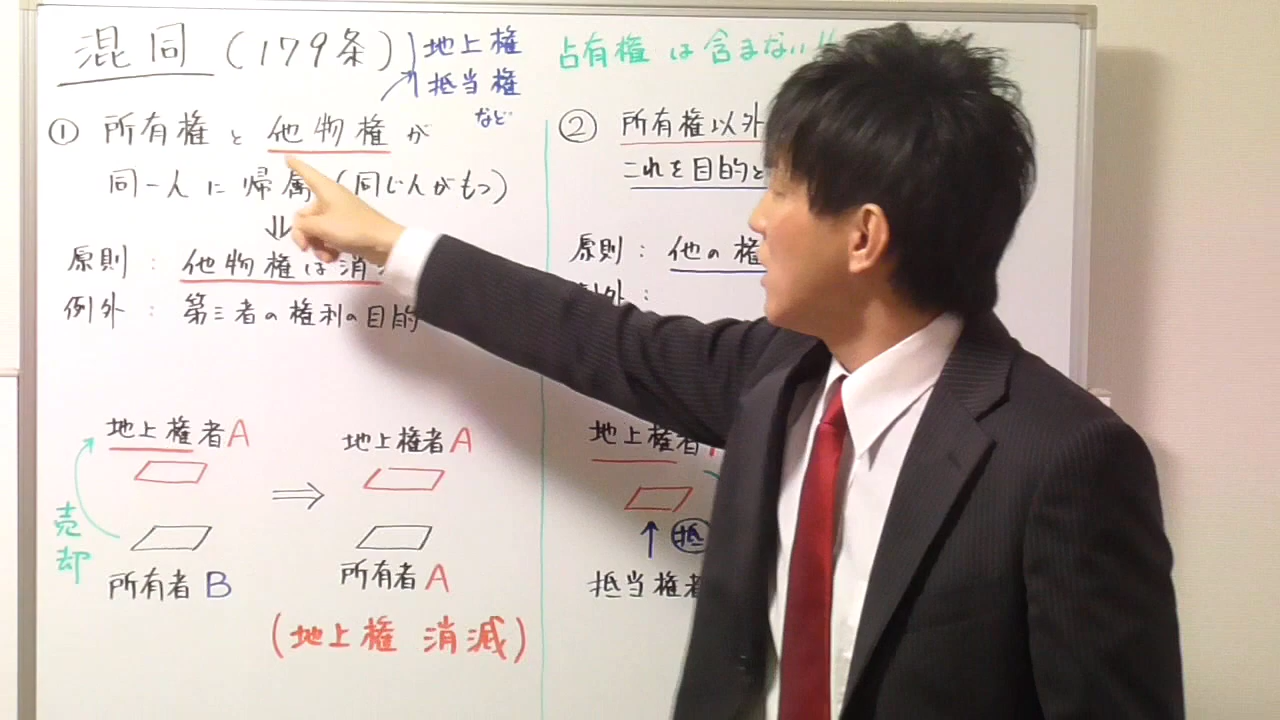 混同（179条）
地上権
抵当権
など
占有権は含まない!!
① 所有権と他物権が
同一人に帰属（同じ人がもつ）
⇓
原則：他物権は消
例外：第三者の権利の目的
地上権者A
売却
所有者B
⇒
地上権者A
所有者A
（地上権 消滅）
② 所有権以外
これを目的と
原則：他の権
例外：
地上権者
↑ 抵
抵当権者